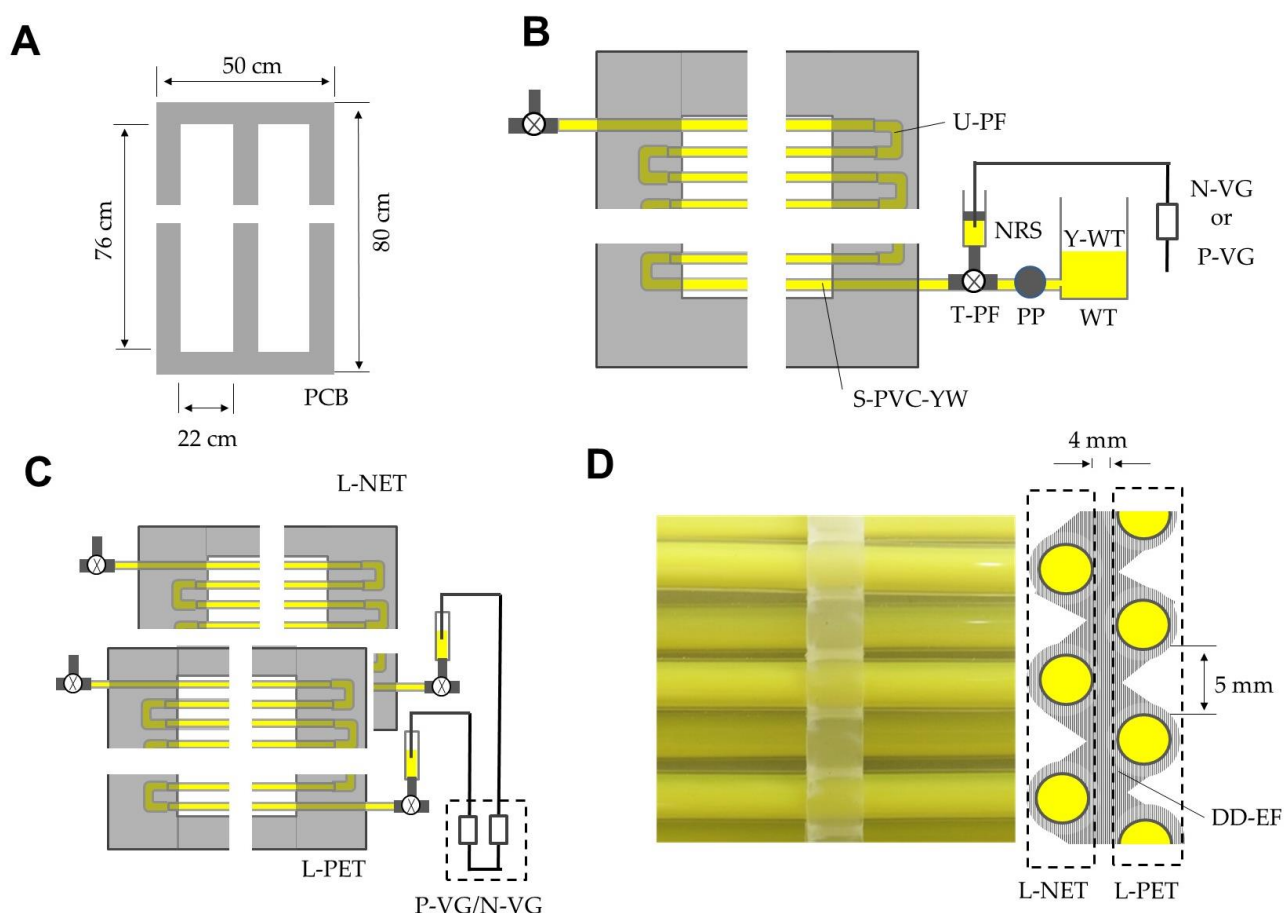 A
50 cm
76 cm
80 cm
PCB
22 cm
B
U-PF
NRS
Y-WT
N-VG
or
P-VG
T-PF
PP
WT
S-PVC-YW
C
L-NET
L-PET
P-VG/N-VG
D
4 mm
5 mm
DD-EF
L-NET
L-PET